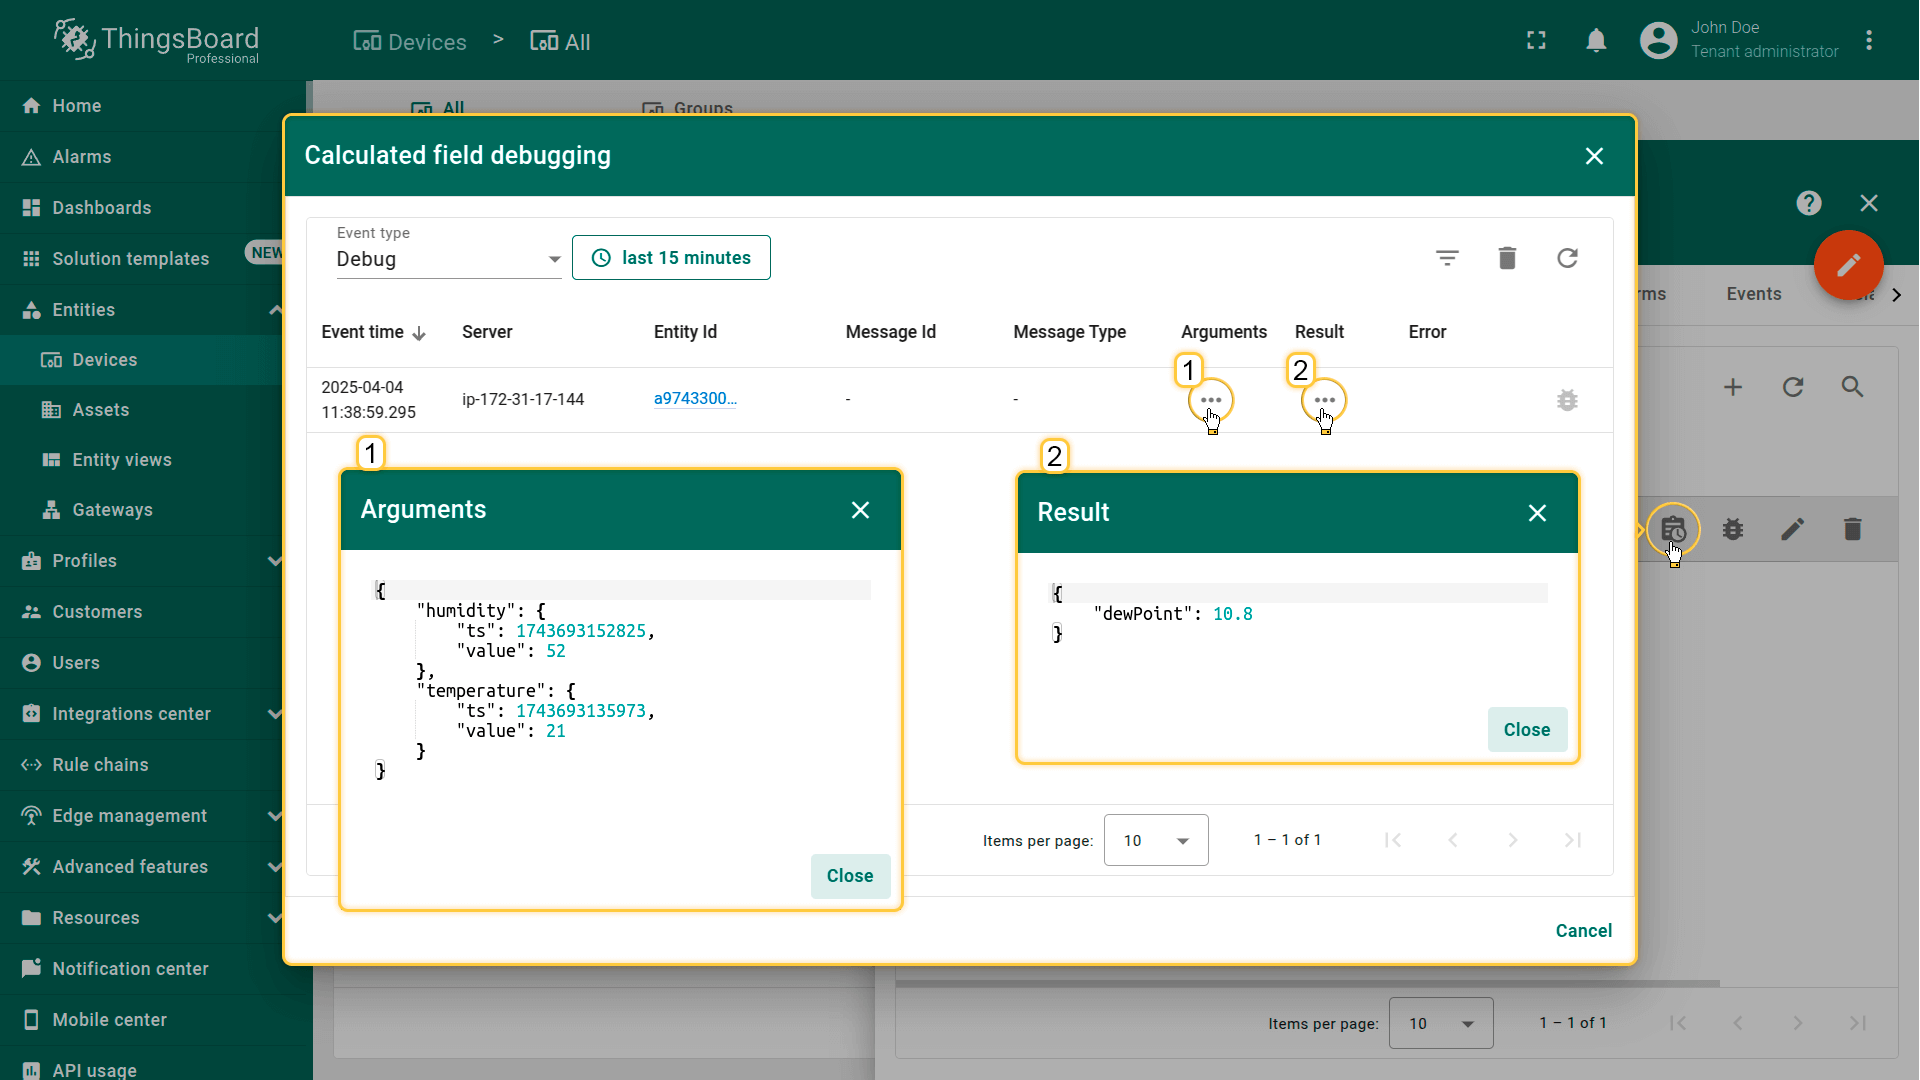 ThingsBoard
Professional
Devices > All
John Doe
Tenant administrator
Home
Alarms
Dashboards
Solution templates NEW
Entities
Devices
Assets
Entity views
Gateways
Profiles
Customers
Users
Integrations center
Rule chains
Edge management
Advanced features
Resources
Notification center
Mobile center
API usage
All Groups
Calculated field debugging
Event type
Debug
last 15 minutes
Event time Server Entity Id Message Id Message Type Arguments Result Error
1 2
2025-04-04
11:38:59.295
ip-172-31-17-144 a9743300... - -
1
Arguments
{
"humidity": {
"ts": 1743693152825,
"value": 52
},
"temperature": {
"ts": 1743693135973,
"value": 21
}
}
Close
2
Result
{
"dewPoint": 10.8
}
Close
Items per page: 10 1 – 1 of 1
Cancel
Events
Items per page: 10 1 – 1 of 1